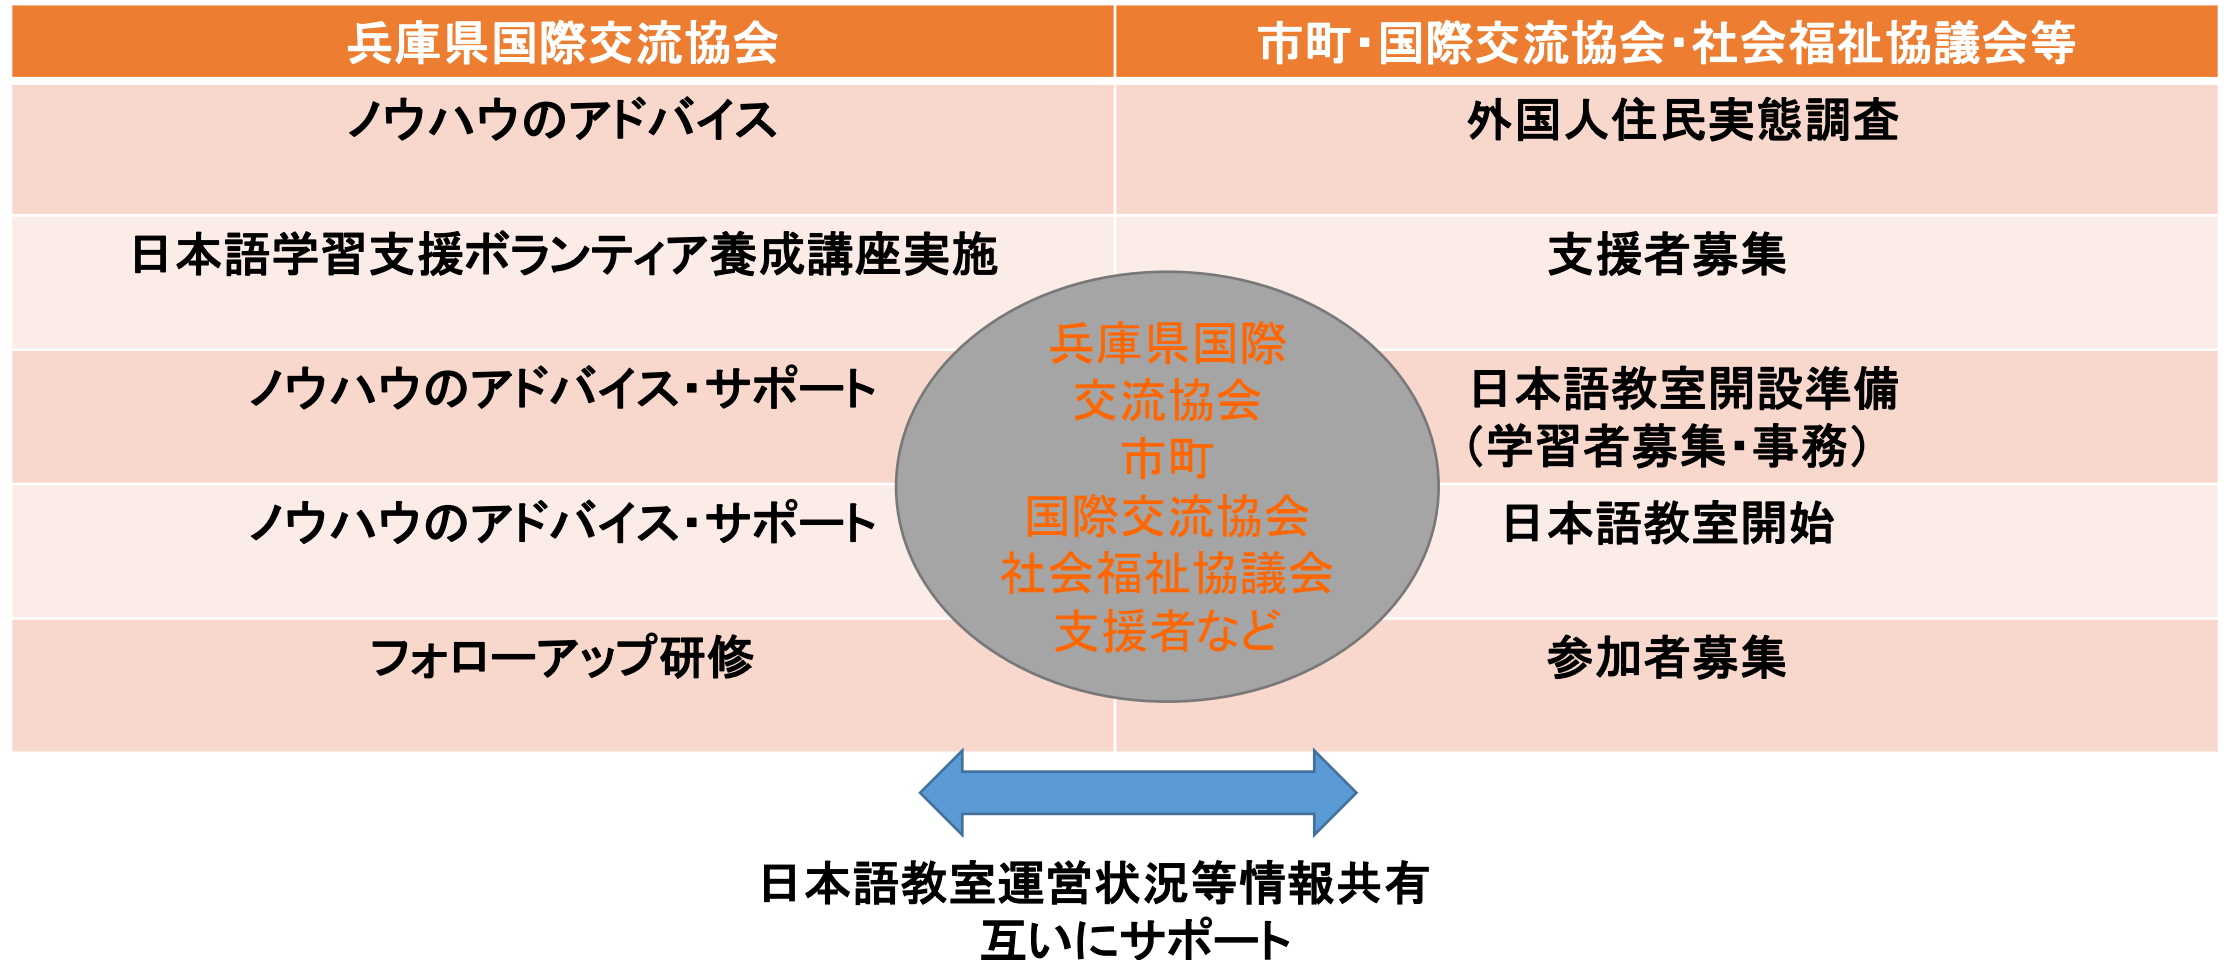 兵庫県国際交流協会
市町・国際交流協会・社会福祉協議会等
ノウハウのアドバイス
外国人住民実態調査
日本語学習支援ボランティア養成講座実施
支援者募集
ノウハウのアドバイス・サポート
日本語教室開設準備
（学習者募集・事務）
ノウハウのアドバイス・サポート
日本語教室開始
フォローアップ研修
参加者募集
兵庫県国際
交流協会
市町
国際交流協会
社会福祉協議会
支援者など
日本語教室運営状況等情報共有
互いにサポート